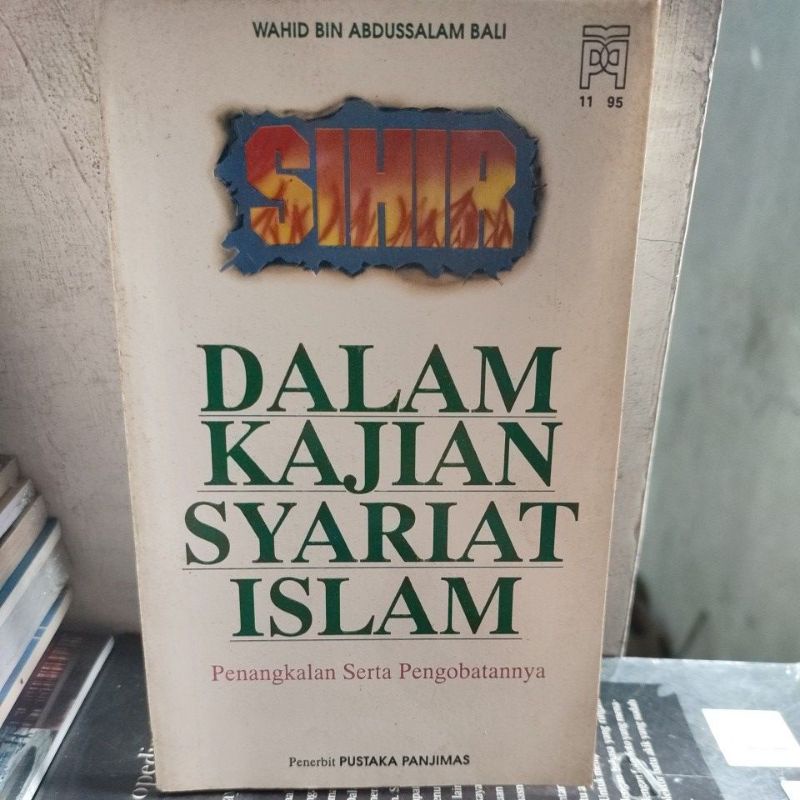 WAHID BIN ABDUSSALAM BALI
11 95
SIHIR
DALAM
KAJIAN
SYARIAT
ISLAM
Penangkalan Serta Pengobatannya
Penerbit PUSTAKA PANJIMAS